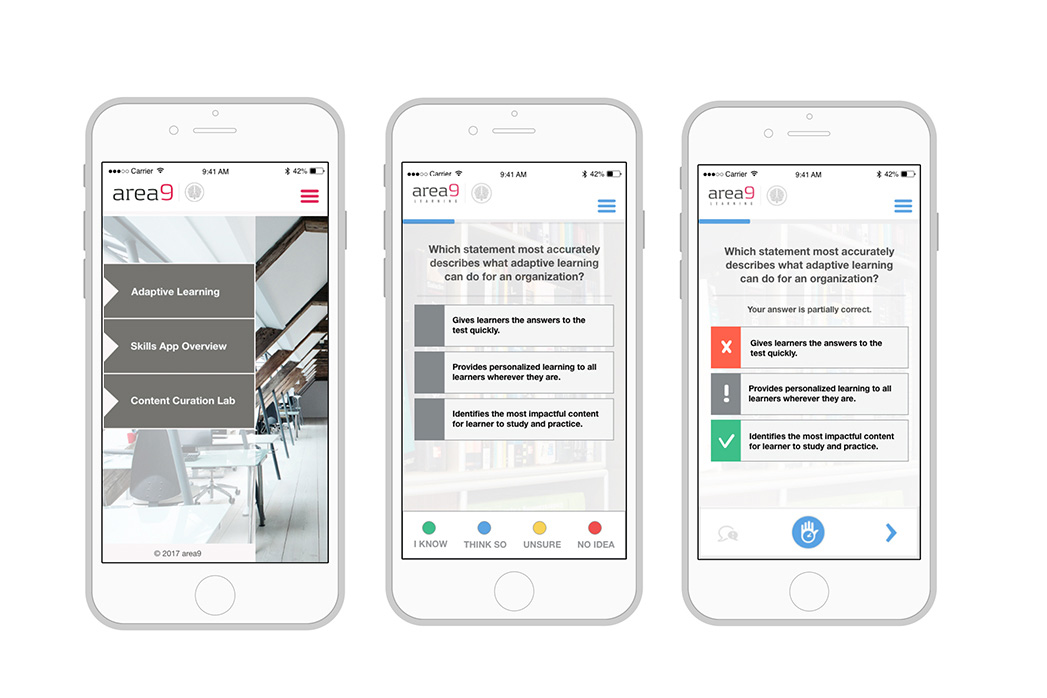 ●●●○○ Carrier 9:41 AM 42%
area9
Adaptive Learning
Skills App Overview
Content Curation Lab
© 2017 area9
●●●○○ Carrier 9:41 AM 42%
area9
LEARNING
Which statement most accurately
describes what adaptive learning
can do for an organization?
Gives learners the answers to the
test quickly.
Provides personalized learning to all
learners wherever they are.
Identifies the most impactful content
for learner to study and practice.
I KNOW THINK SO UNSURE NO IDEA
●●●○○ Carrier 9:41 AM 42%
area9
LEARNING
Which statement most accurately
describes what adaptive learning
can do for an organization?
Your answer is partially correct.
Gives learners the answers to the
test quickly.
Provides personalized learning to all
learners wherever they are.
Identifies the most impactful content
for learner to study and practice.